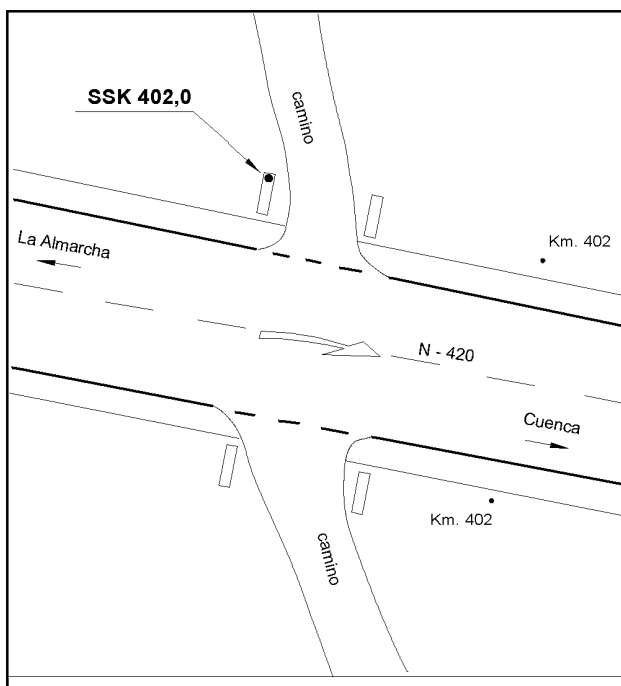 camino
SSK 402,0
La Almarcha
Km. 402
N - 420
Cuenca
Km. 402
camino